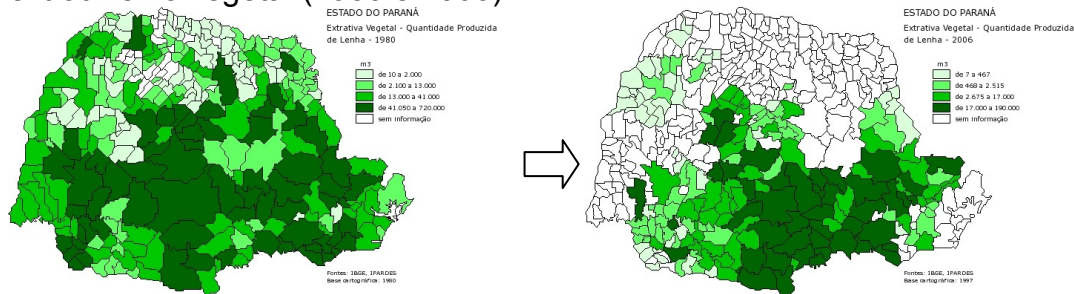 ESTADO DO PARANÁ
Extrativa Vegetal - Quantidade Produzida
de Lenha - 1980
m3
de 10 a 2.000
de 2.100 a 13.000
de 13.000 a 41.000
de 41.050 a 720.000
sem informação
Fontes: IBGE, IPARDES
Base cartográfica: 1980
ESTADO DO PARANÁ
Extrativa Vegetal - Quantidade Produzida
de Lenha - 2006
m3
de 7 a 467
de 468 a 2.515
de 2.675 a 17.000
de 17.000 a 190.000
sem informação
Fontes: IBGE, IPARDES
Base cartográfica: 1997